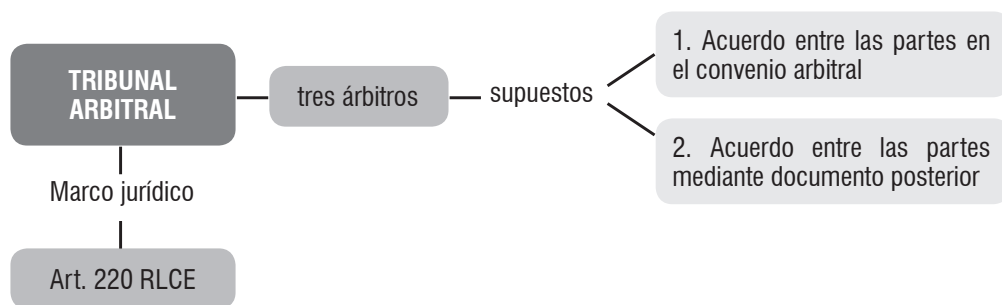 TRIBUNAL
ARBITRAL
tres árbitros
supuestos
1. Acuerdo entre las partes en
el convenio arbitral
2. Acuerdo entre las partes
mediante documento posterior
Marco jurídico
Art. 220 RLCE